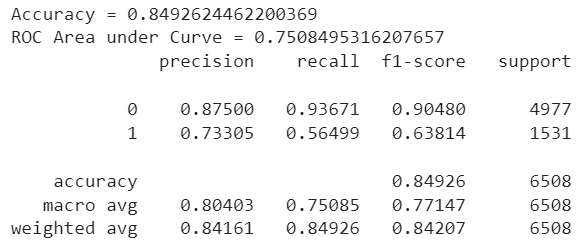 Accuracy = 0.8492624462200369
ROC Area under Curve = 0.7508495316207657
precision recall f1-score support
0 0.87500 0.93671 0.90480 4977
1 0.73305 0.56499 0.63814 1531
accuracy 0.84926 6508
macro avg 0.80403 0.75085 0.77147 6508
weighted avg 0.84161 0.84926 0.84207 6508